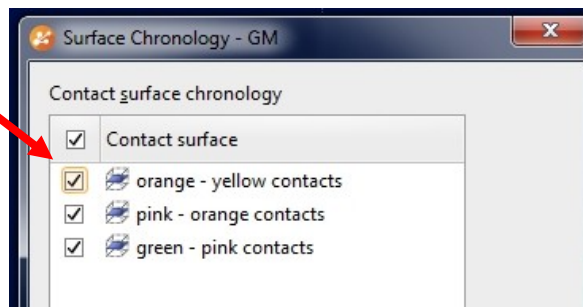 Surface Chronology - GM
Contact surface chronology
Contact surface
orange - yellow contacts
pink - orange contacts
green - pink contacts